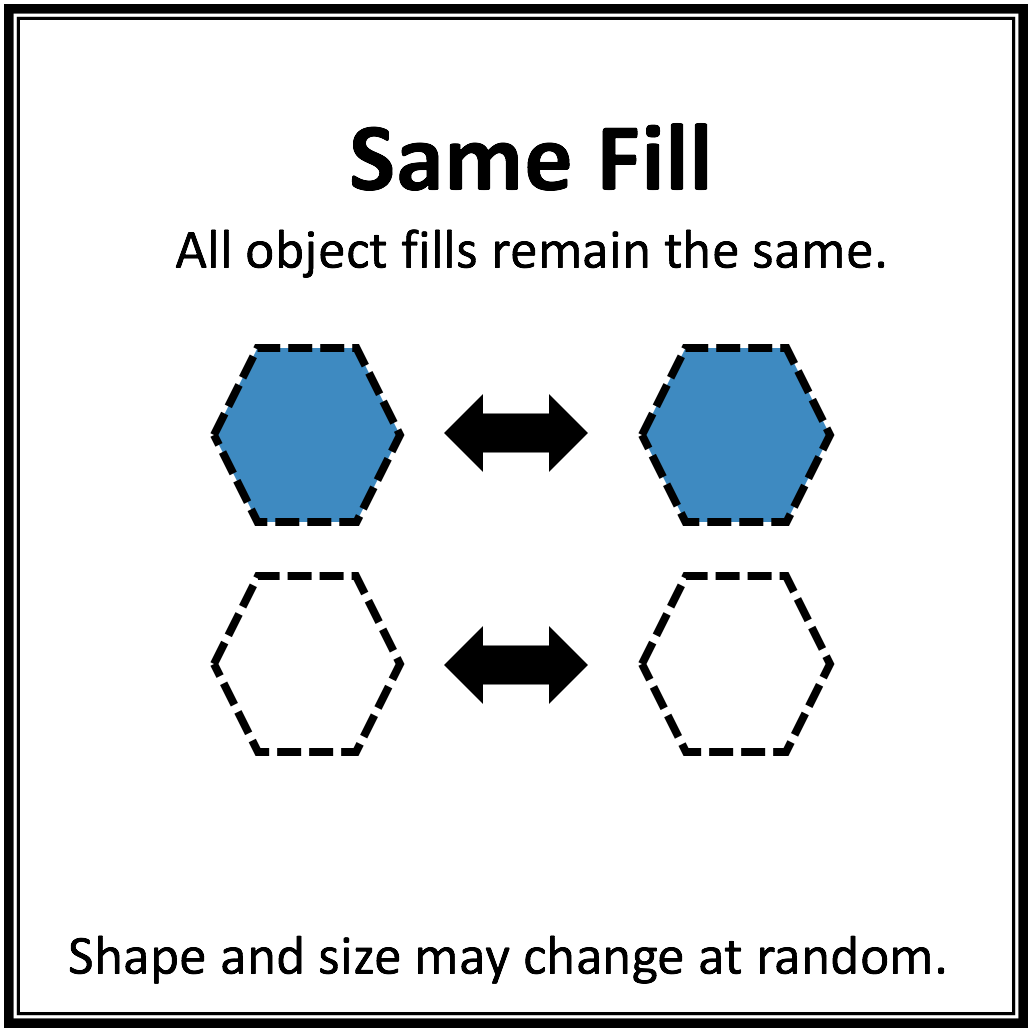 Same Fill
All object fills remain the same.
Shape and size may change at random.